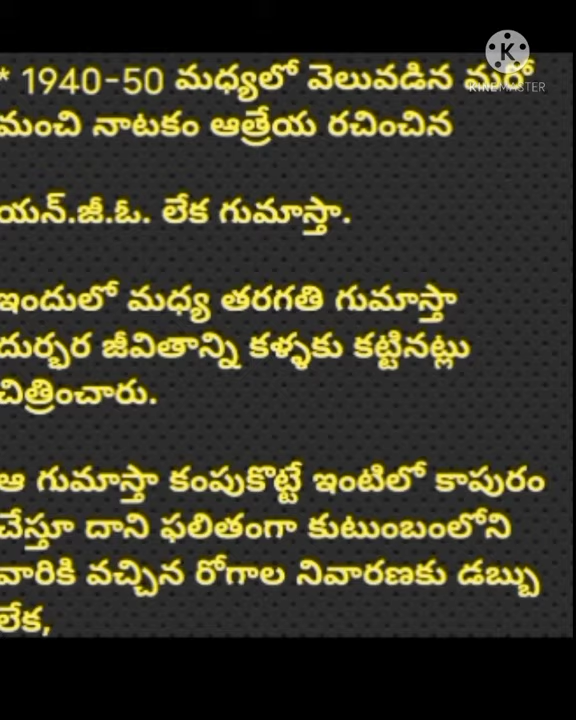 * 1940-50 మధ్యలో వెలువడిన మరో
మంచి నాటకం ఆత్రేయ రచించిన
యన్.జీ.ఓ. లేక గుమాస్తా.
ఇందులో మధ్య తరగతి గుమాస్తా
దుర్భర జీవితాన్ని కళ్ళకు కట్టినట్లు
చిత్రించారు.
ఆ గుమాస్తా కంపుకొట్టే ఇంటిలో కాపురం
చేస్తూ దాని ఫలితంగా కుటుంబంలోని
వారికి వచ్చిన రోగాల నివారణకు డబ్బు
లేక,
K
KINEMASTER